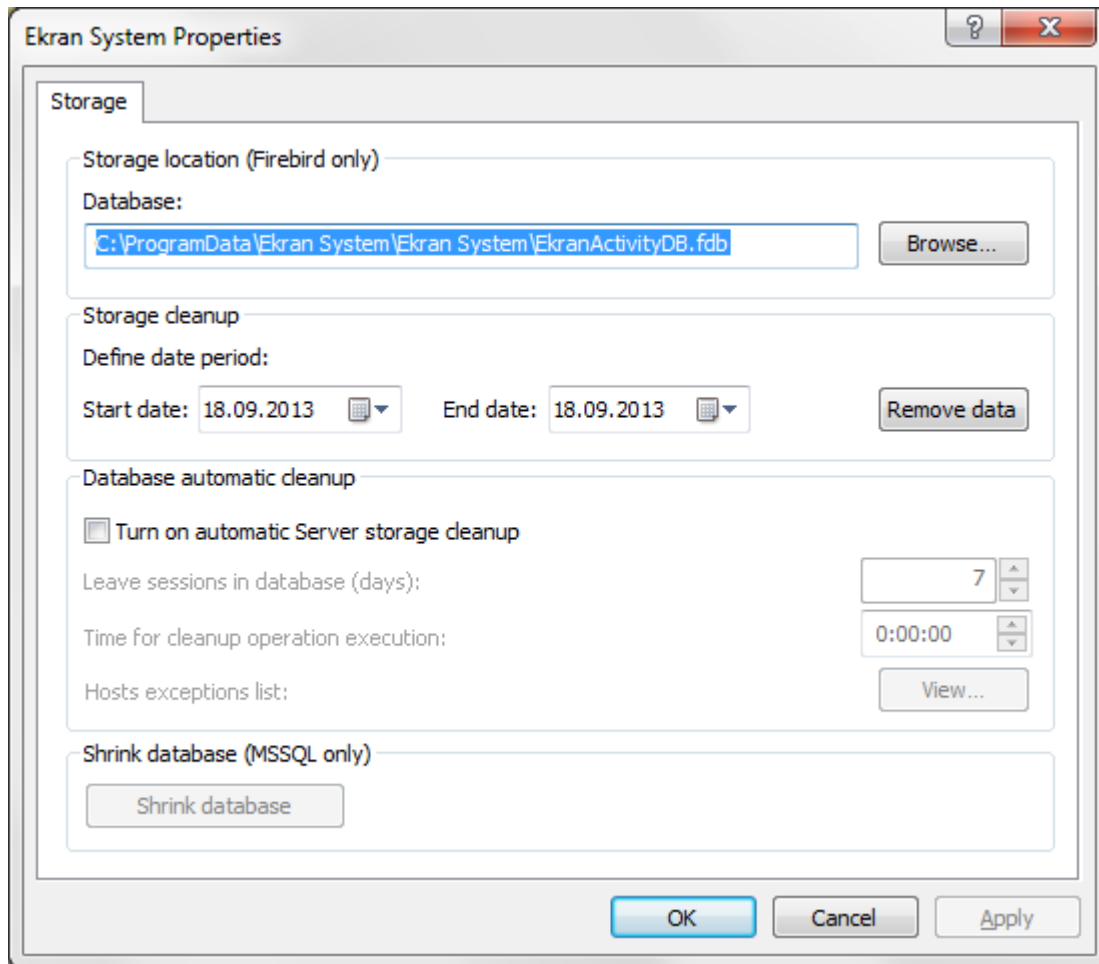 Ekran System Properties
Storage
Storage location (Firebird only)
Database:
C:\ProgramData\Ekran System\Ekran System\EkranActivityDB.fdb Browse...
Storage cleanup
Define date period:
Start date: 18.09.2013 End date: 18.09.2013 Remove data
Database automatic cleanup
Turn on automatic Server storage cleanup
Leave sessions in database (days): 7
Time for cleanup operation execution: 0:00:00
Hosts exceptions list: View...
Shrink database (MSSQL only)
Shrink database
OK Cancel Apply